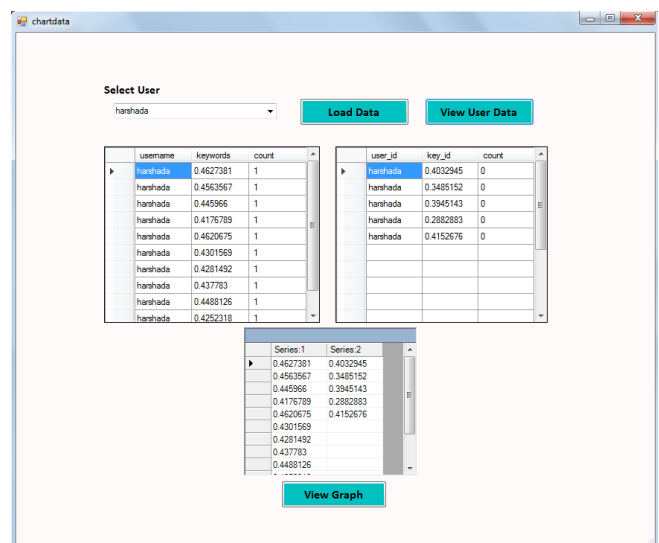 chartdata
Select User
harshada
Load Data
View User Data
username keywords count
harshada 0.4627381 1
harshada 0.4563567 1
harshada 0.445966 1
harshada 0.4176789 1
harshada 0.4620675 1
harshada 0.4301569 1
harshada 0.4281492 1
harshada 0.437783 1
harshada 0.4488126 1
harshada 0.4252318 1
user_id key_id count
harshada 0.4032945 0
harshada 0.3485152 0
harshada 0.3945143 0
harshada 0.2882883 0
harshada 0.4152676 0
Series:1 Series:2
0.4627381 0.4032945
0.4563567 0.3485152
0.445966 0.3945143
0.4176789 0.2882883
0.4620675 0.4152676
0.4301569
0.4281492
0.437783
0.4488126
View Graph